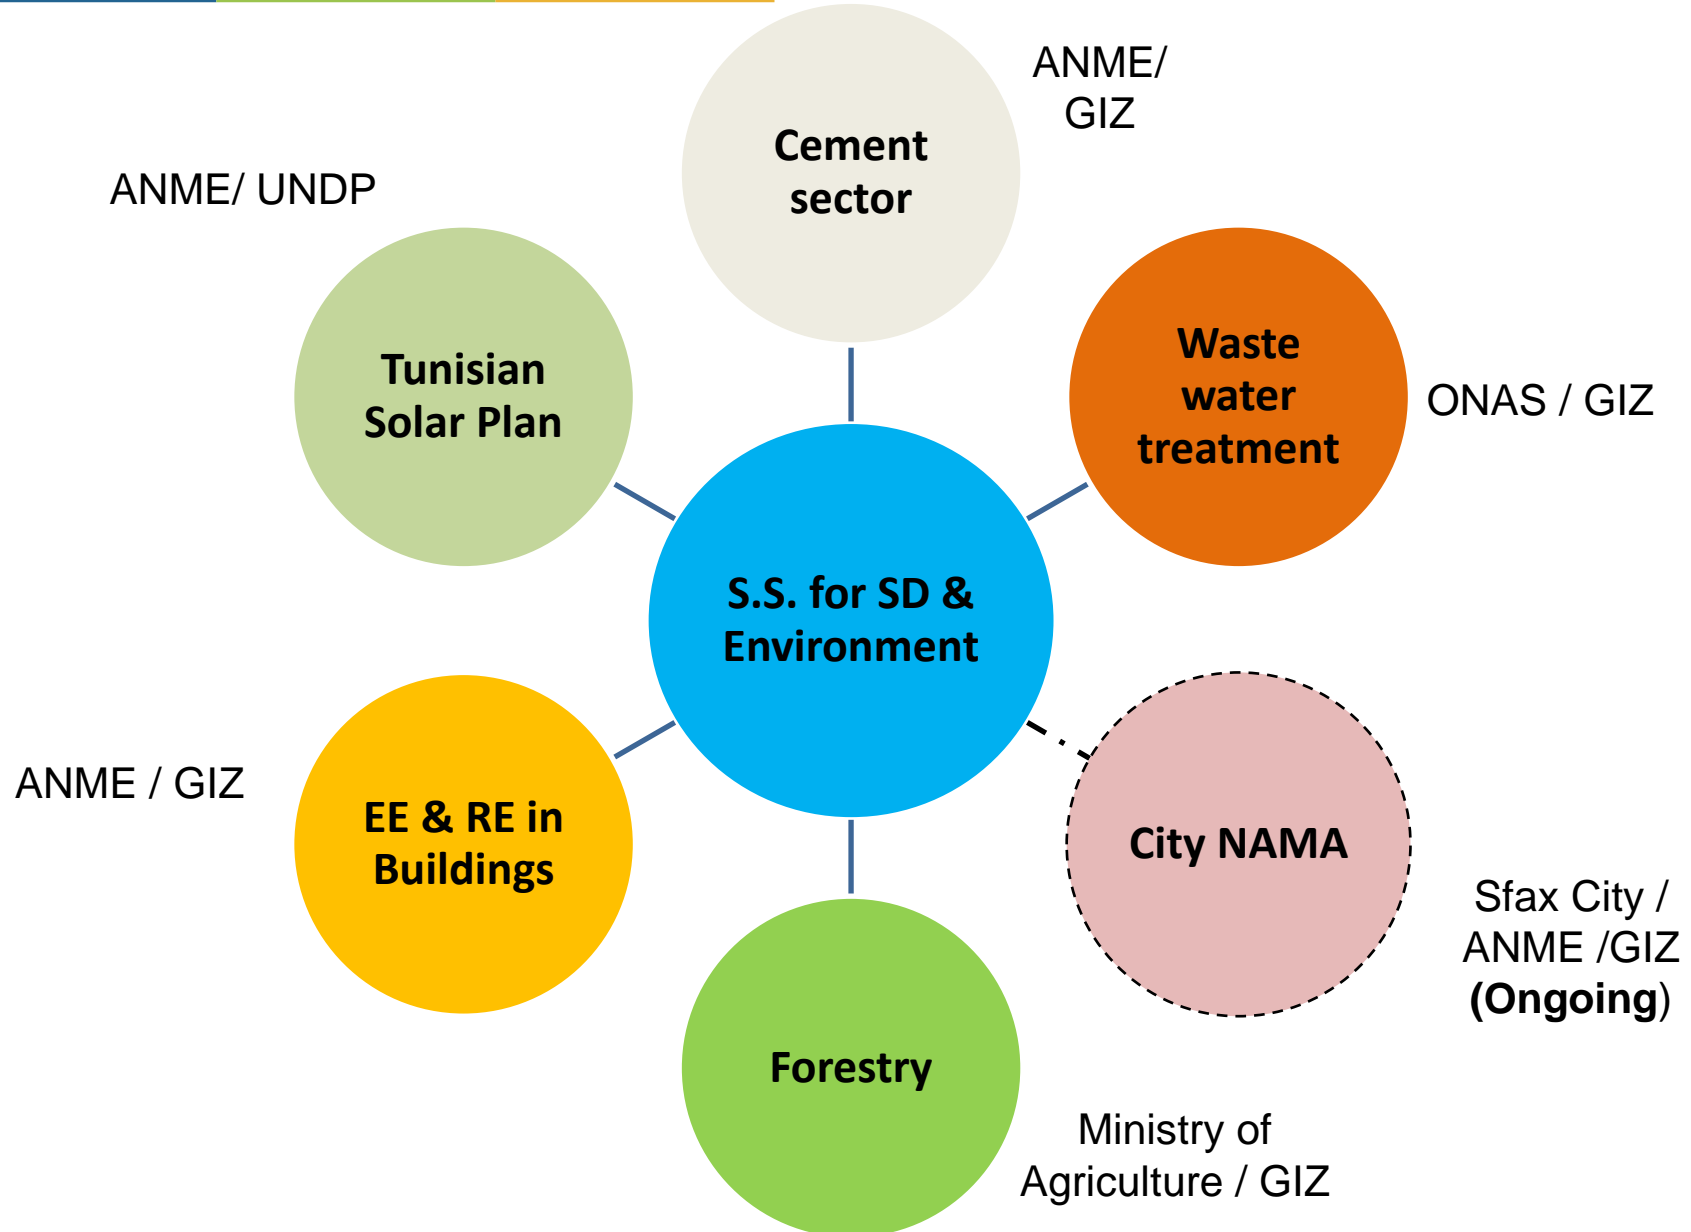 ANME/
GIZ
Cement
sector
ANME/ UNDP
Tunisian
Solar Plan
Waste
water
treatment
ONAS / GIZ
S.S. for SD &
Environment
ANME / GIZ
EE & RE in
Buildings
City NAMA
Sfax City /
ANME /GIZ
(Ongoing)
Forestry
Ministry of
Agriculture / GIZ